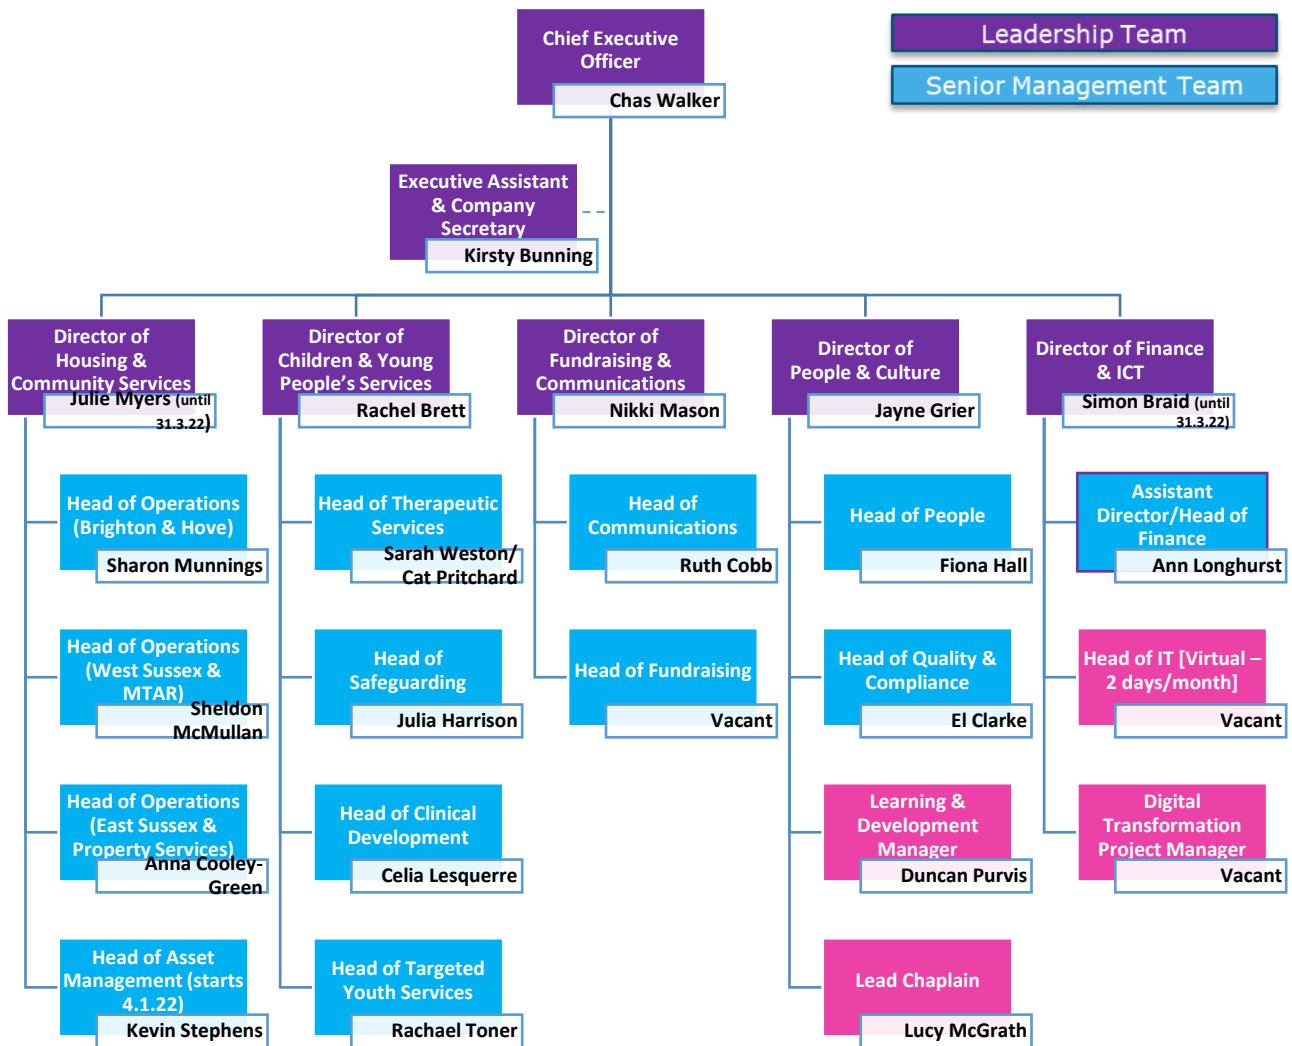 Chief Executive
Officer
Chas Walker
Leadership Team
Senior Management Team
Executive Assistant
& Company
Secretary
Kirsty Bunning
Director of
Housing &
Community Services
Julie Myers (until
31.3.22)
Director of
Children & Young
People's Services
Rachel Brett
Director of
Fundraising &
Communications
Nikki Mason
Director of
People & Culture
Jayne Grier
Director of Finance
& ICT
Simon Braid (until
31.3.22)
Head of Operations
(Brighton & Hove)
Sharon Munnings
Head of Therapeutic
Services
Sarah Weston/
Cat Pritchard
Head of
Communications
Ruth Cobb
Head of People
Fiona Hall
Assistant
Director/Head of
Finance
Ann Longhurst
Head of Operations
(West Sussex &
MTAR)
Sheldon
McMullan
Head of
Safeguarding
Julia Harrison
Head of Fundraising
Vacant
Head of Quality &
Compliance
El Clarke
Head of IT [Virtual –
2 days/month]
Vacant
Head of Operations
(East Sussex &
Property Services)
Anna Cooley-
Green
Head of Clinical
Development
Celia Lesquerre
Learning &
Development
Manager
Duncan Purvis
Digital
Transformation
Project Manager
Vacant
Head of Asset
Management (starts
4.1.22)
Kevin Stephens
Head of Targeted
Youth Services
Rachael Toner
Lead Chaplain
Lucy McGrath